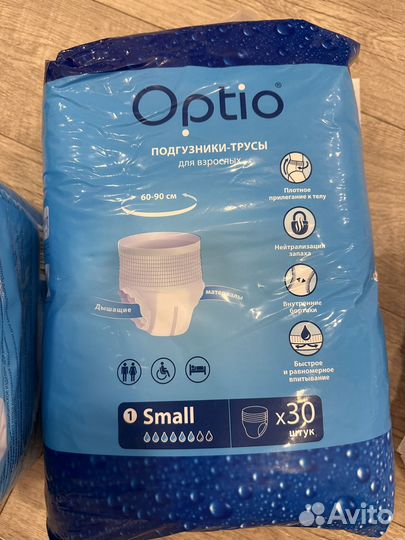 Optio®
ПОДГУЗНИКИ-ТРУСЫ
для взрослых
60-90 см
Плотное
прилегание к телу
Нейтрализация
запаха
Внутренние
бортики
Дышащие
материалы
Быстрое
и равномерное
впитывание
1 Small
x30
штук
Avito